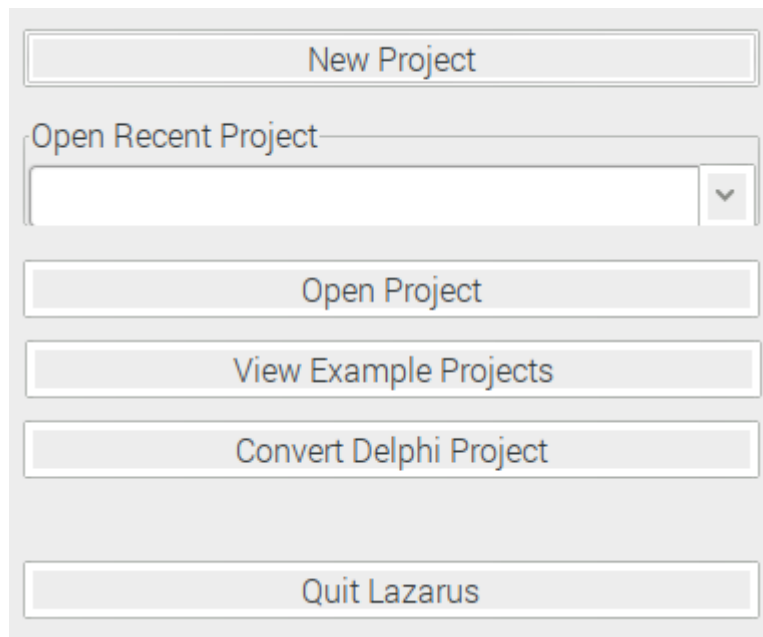 New Project
Open Recent Project
Open Project
View Example Projects
Convert Delphi Project
Quit Lazarus